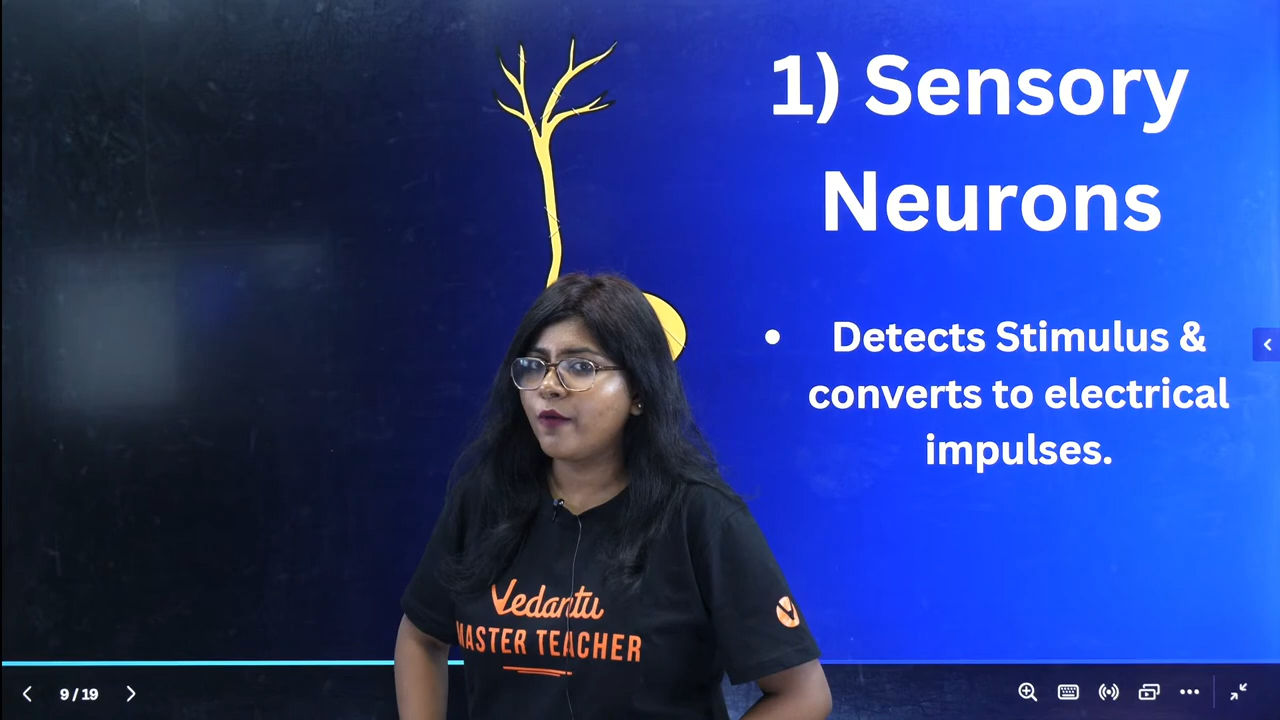 1) Sensory
Neurons
• Detects Stimulus &
converts to electrical
impulses.
Vedantu
MASTER TEACHER
9 / 19